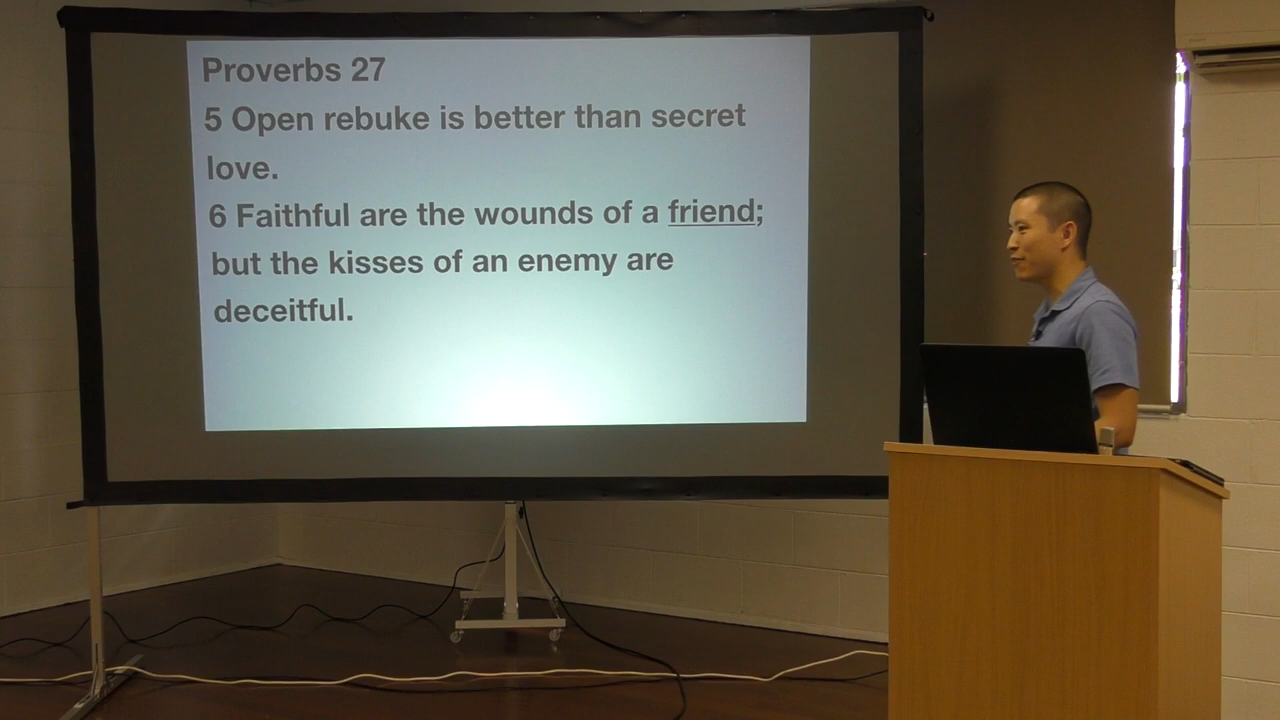 Proverbs 27
5 Open rebuke is better than secret
love.
6 Faithful are the wounds of a friend;
but the kisses of an enemy are
deceitful.